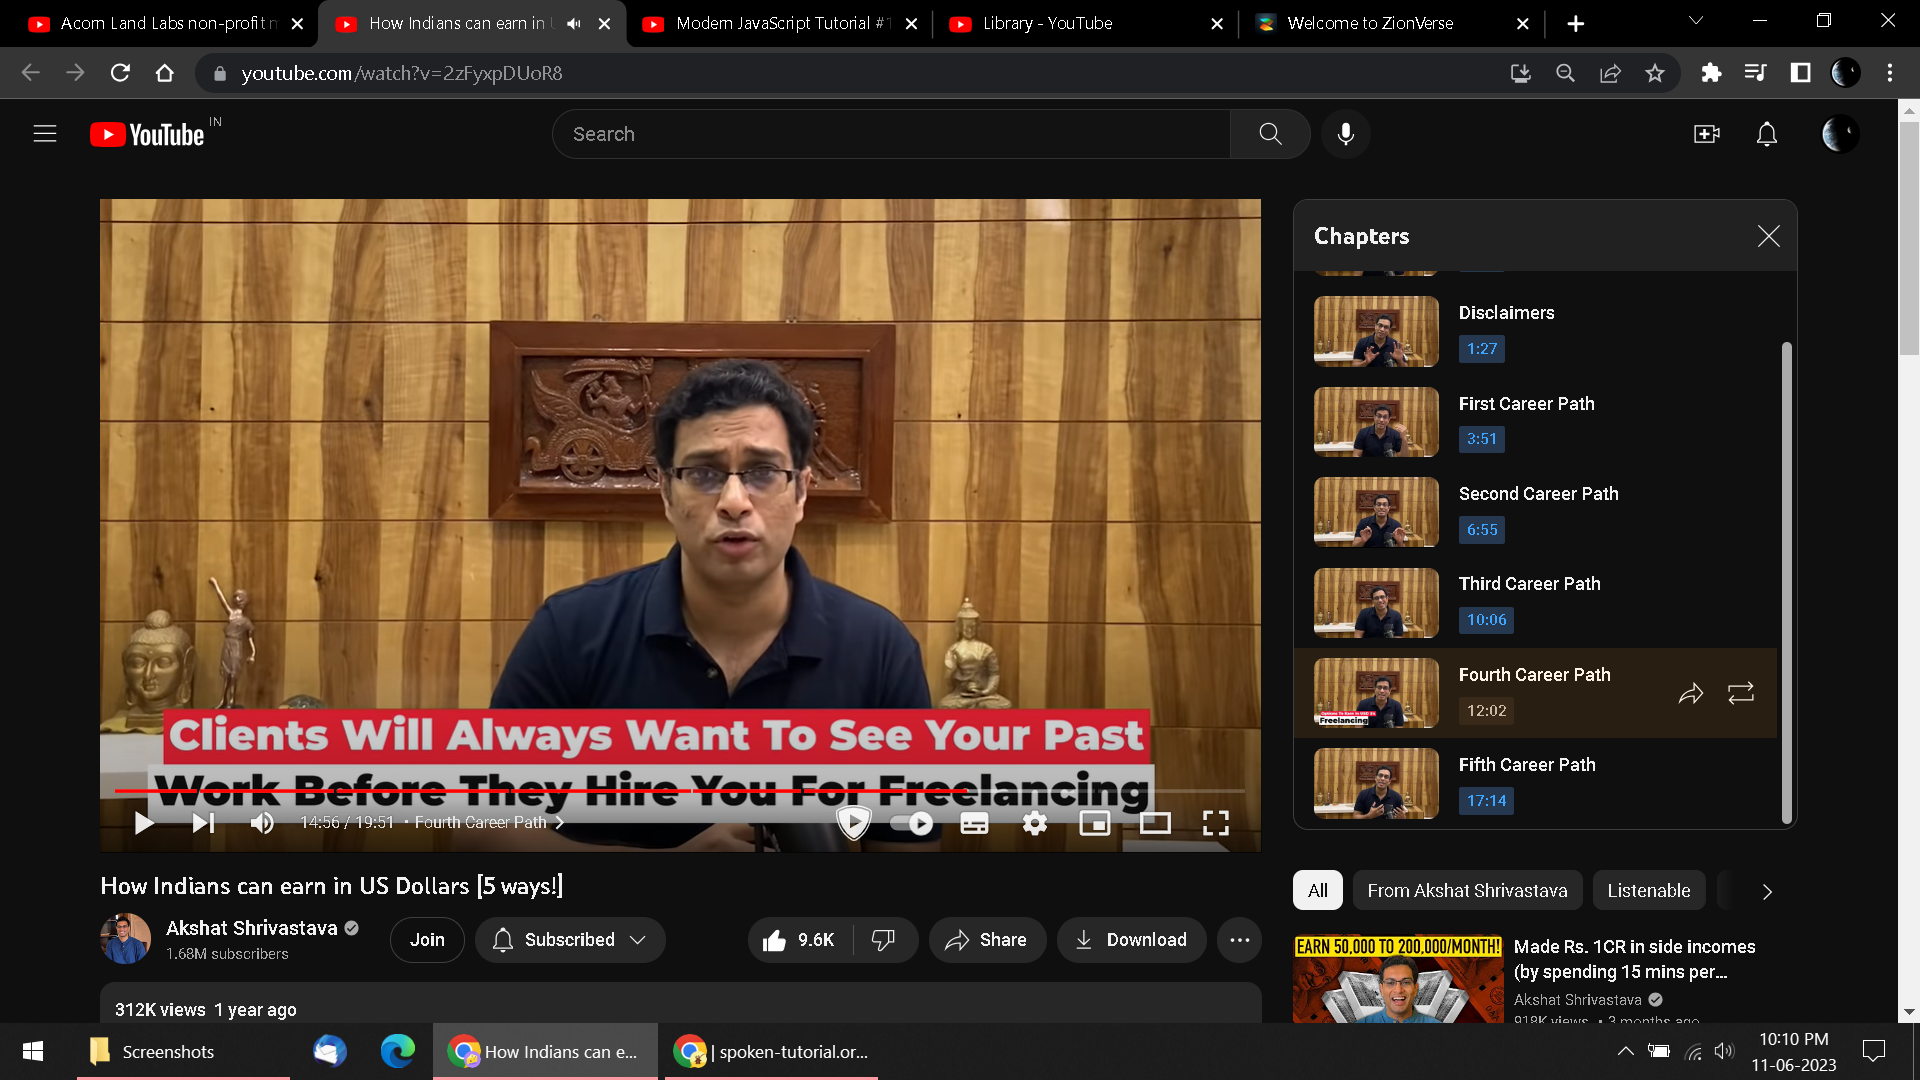 Acorn Land Labs non-profit
How Indians can earn in
Modern JavaScript Tutorial #
Library - YouTube
Welcome to ZionVerse
youtube.com/watch?v=2zFyxpDUoR8
YouTube IN
Search
Chapters
Disclaimers
1:27
First Career Path
3:51
Second Career Path
6:55
Third Career Path
10:06
Fourth Career Path
12:02
Fifth Career Path
17:14
Clients Will Always Want To See Your Past
Work Before They Hire You For Freelancing
14:56 / 19:51 • Fourth Career Path
How Indians can earn in US Dollars [5 ways!]
Akshat Shrivastava
1.68M subscribers
Join
Subscribed
9.6K
Share
Download
312K views 1 year ago
All
From Akshat Shrivastava
Listenable
EARN 50,000 TO 200,000/MONTH!
Made Rs. 1CR in side incomes
(by spending 15 mins per...
Akshat Shrivastava
918K views • 3 months ago
Screenshots
How Indians can e...
| spoken-tutorial.or...
10:10 PM
11-06-2023